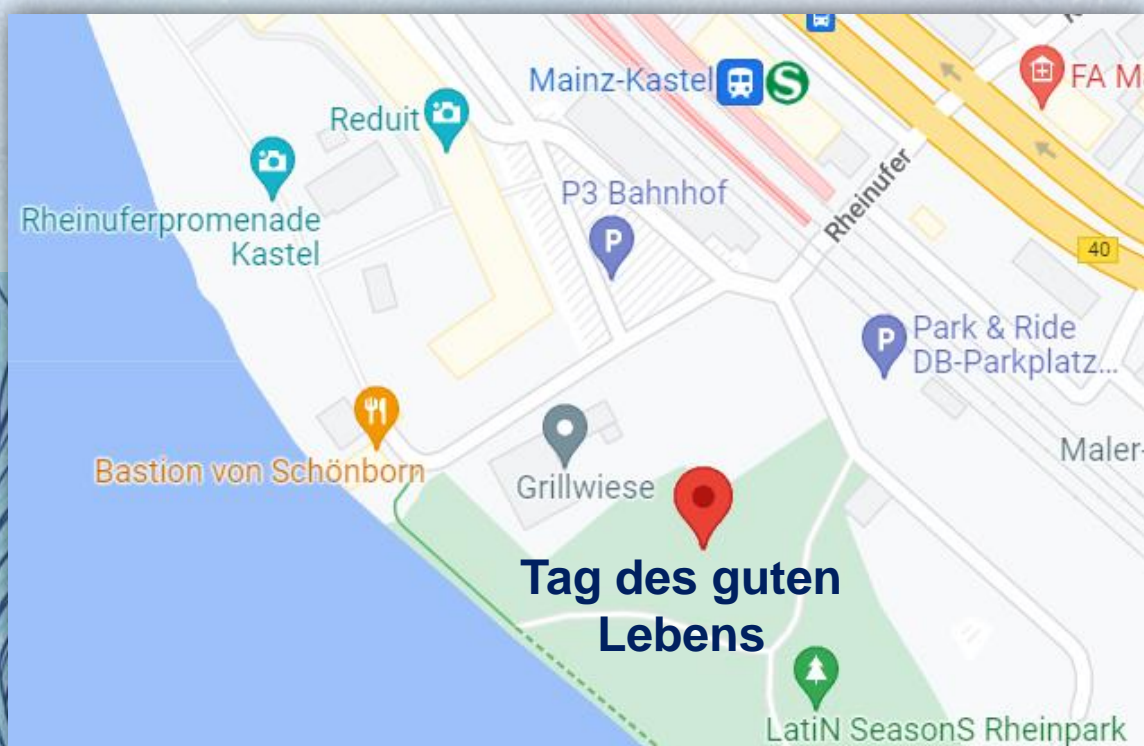 Mainz-Kastel
S
FA M
Reduit
P3 Bahnhof
P
Rheinufer
Rheinuferpromenade
Kastel
40
P
Park & Ride
DB-Parkplatz...
Maler-
Bastion von Schönborn
Grillwiese
Tag des guten
Lebens
LatiN SeasonS Rheinpark